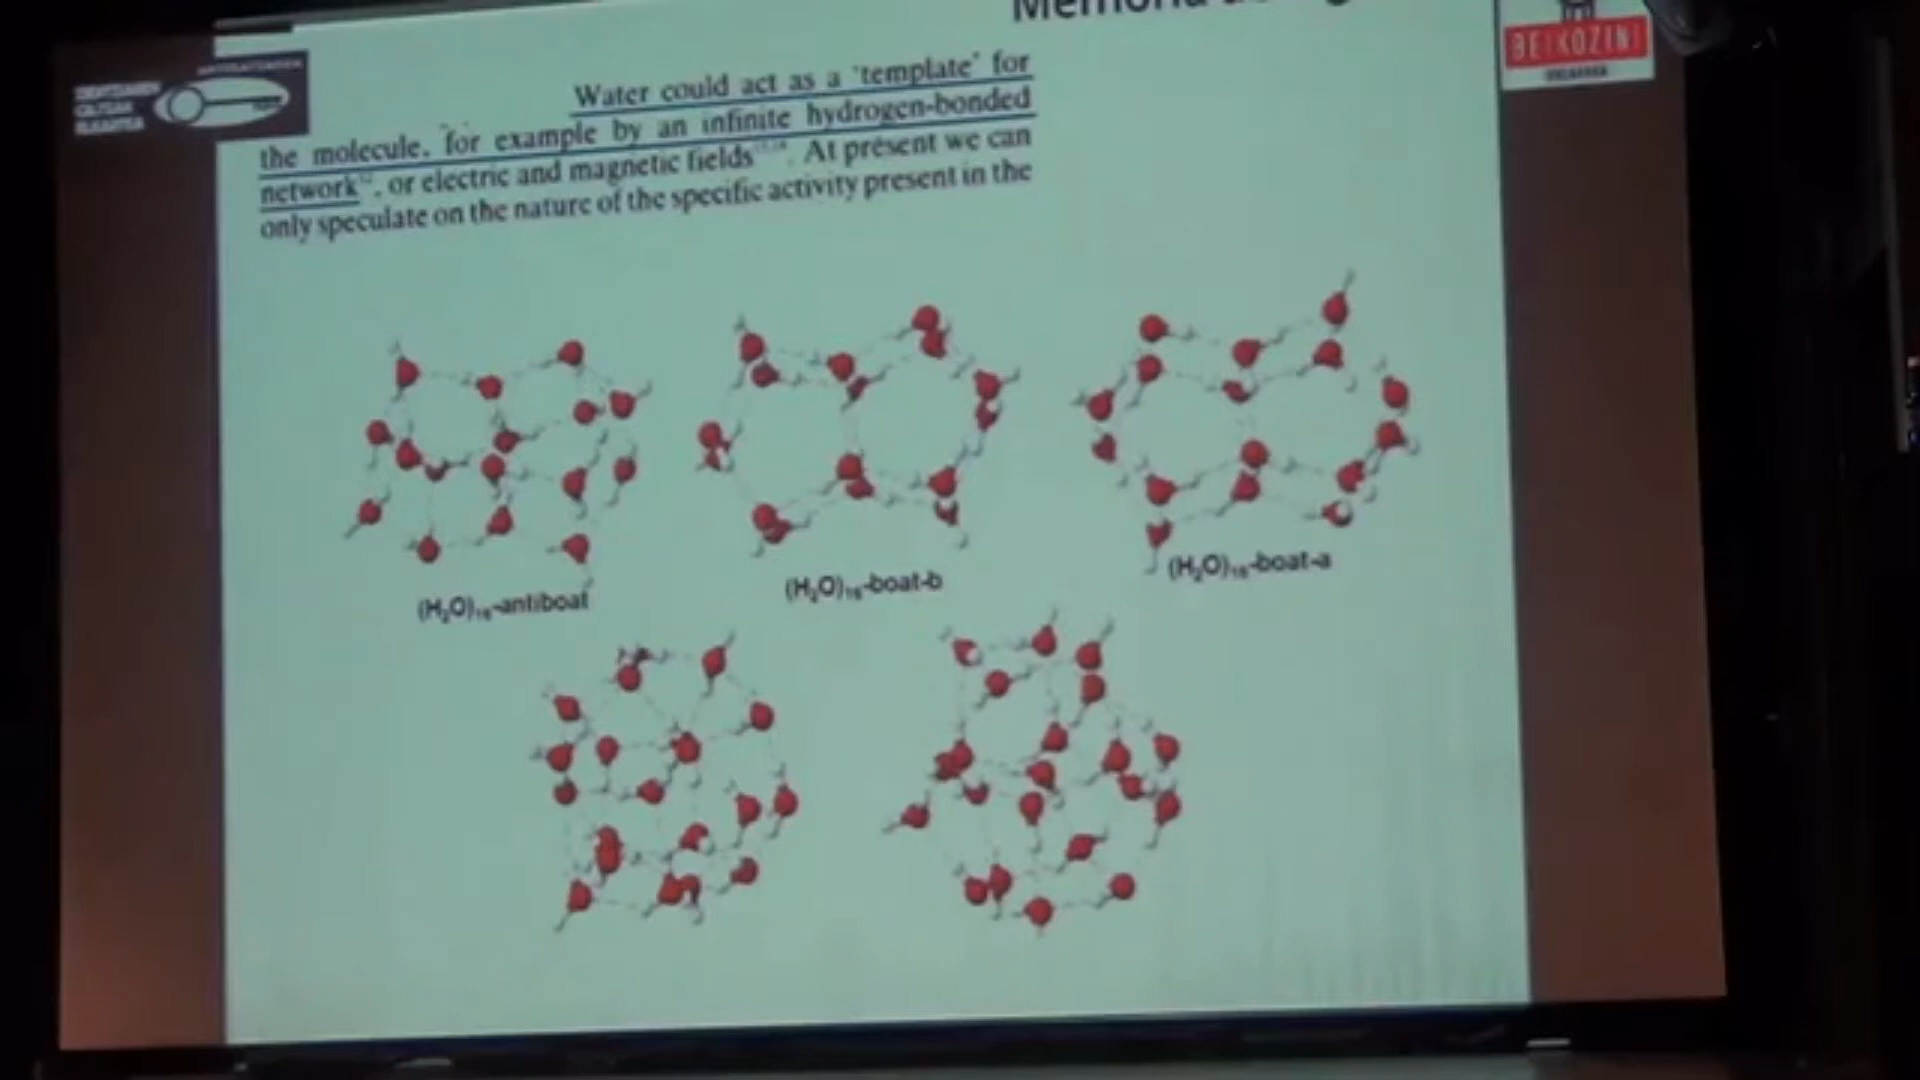 Memoria
BEIKOZINI
Water could act as a 'template' for
the molecule, for example by an infinite hydrogen-bonded
network, or electric and magnetic fields. At present we can
only speculate on the nature of the specific activity present in the
(H₂O)₁₆-antiboat
(H₂O)₁₆-boat-b
(H₂O)₁₆-boat-a